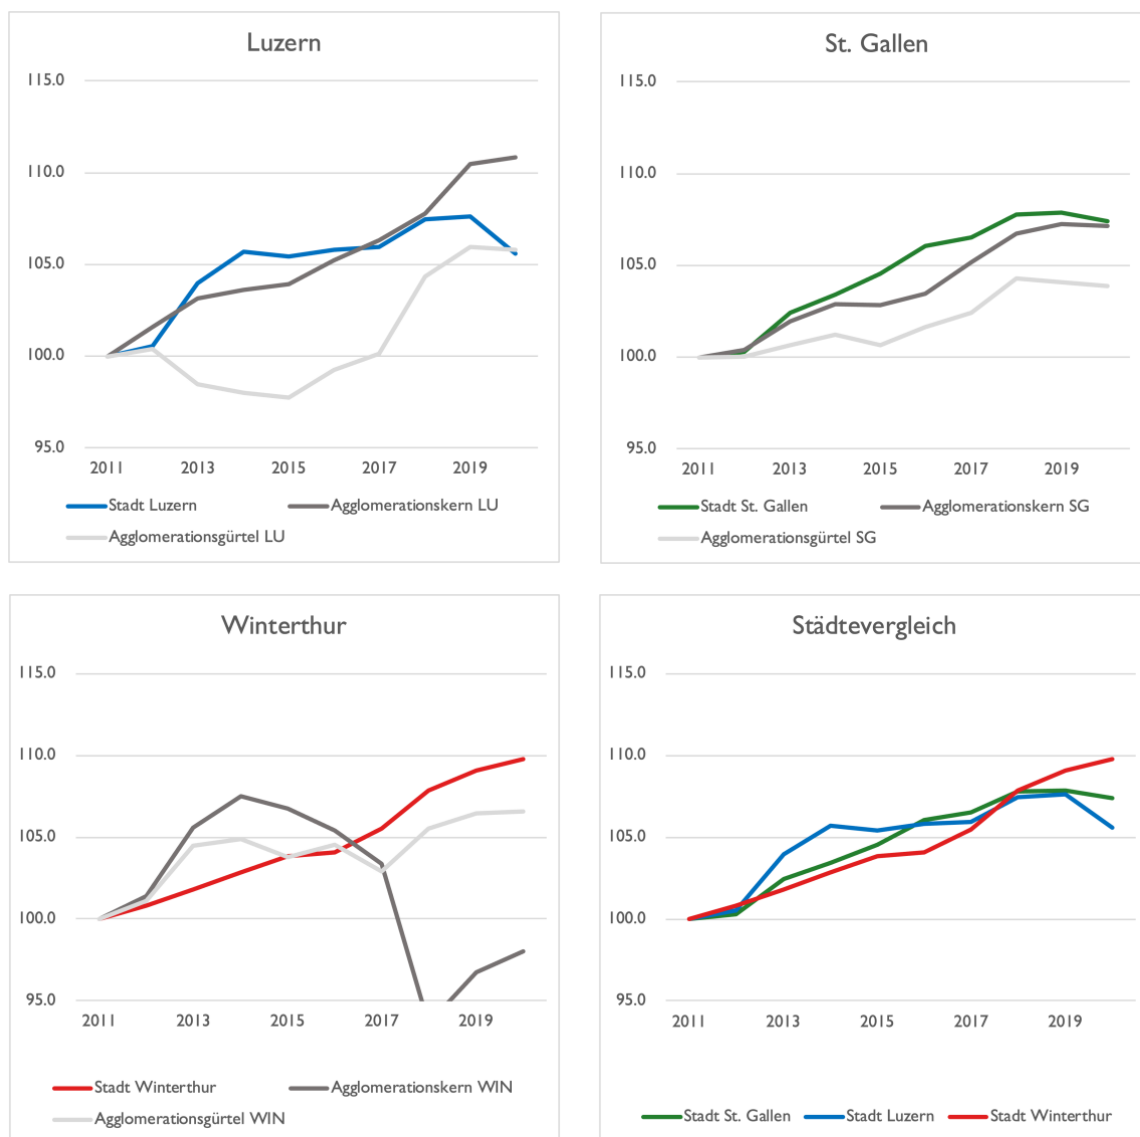 Luzern
115.0
110.0
105.0
100.0
95.0
2011 2013 2015 2017 2019
Stadt Luzern Agglomerationskern LU
Agglomerationsgürtel LU
St. Gallen
115.0
110.0
105.0
100.0
95.0
2011 2013 2015 2017 2019
Stadt St. Gallen Agglomerationskern SG
Agglomerationsgürtel SG
Winterthur
115.0
110.0
105.0
100.0
95.0
2011 2013 2015 2017 2019
Stadt Winterthur Agglomerationskern WIN
Agglomerationsgürtel WIN
Städtevergleich
115.0
110.0
105.0
100.0
95.0
2011 2013 2015 2017 2019
Stadt St. Gallen Stadt Luzern Stadt Winterthur